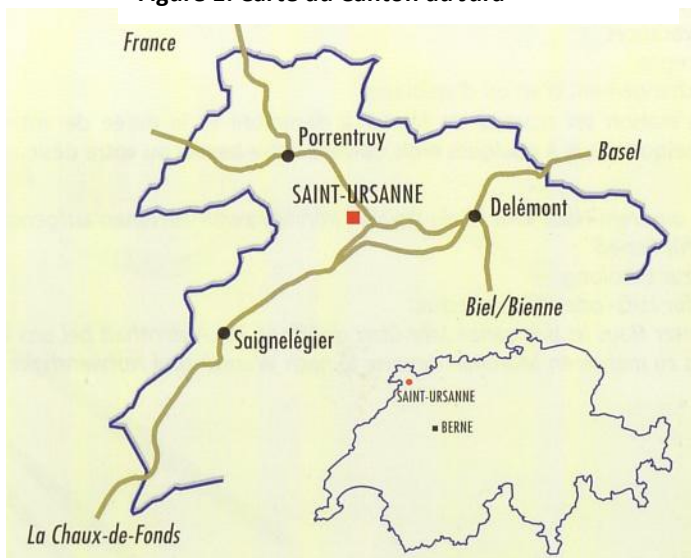 Figure Carte du Canton du Jura
France
Porrentruy
Basel
SAINT-URSANNE
Delémont
Biel/Bienne
Saignelégier
SAINT-URSANNE
BERNE
La Chaux-de-Fonds